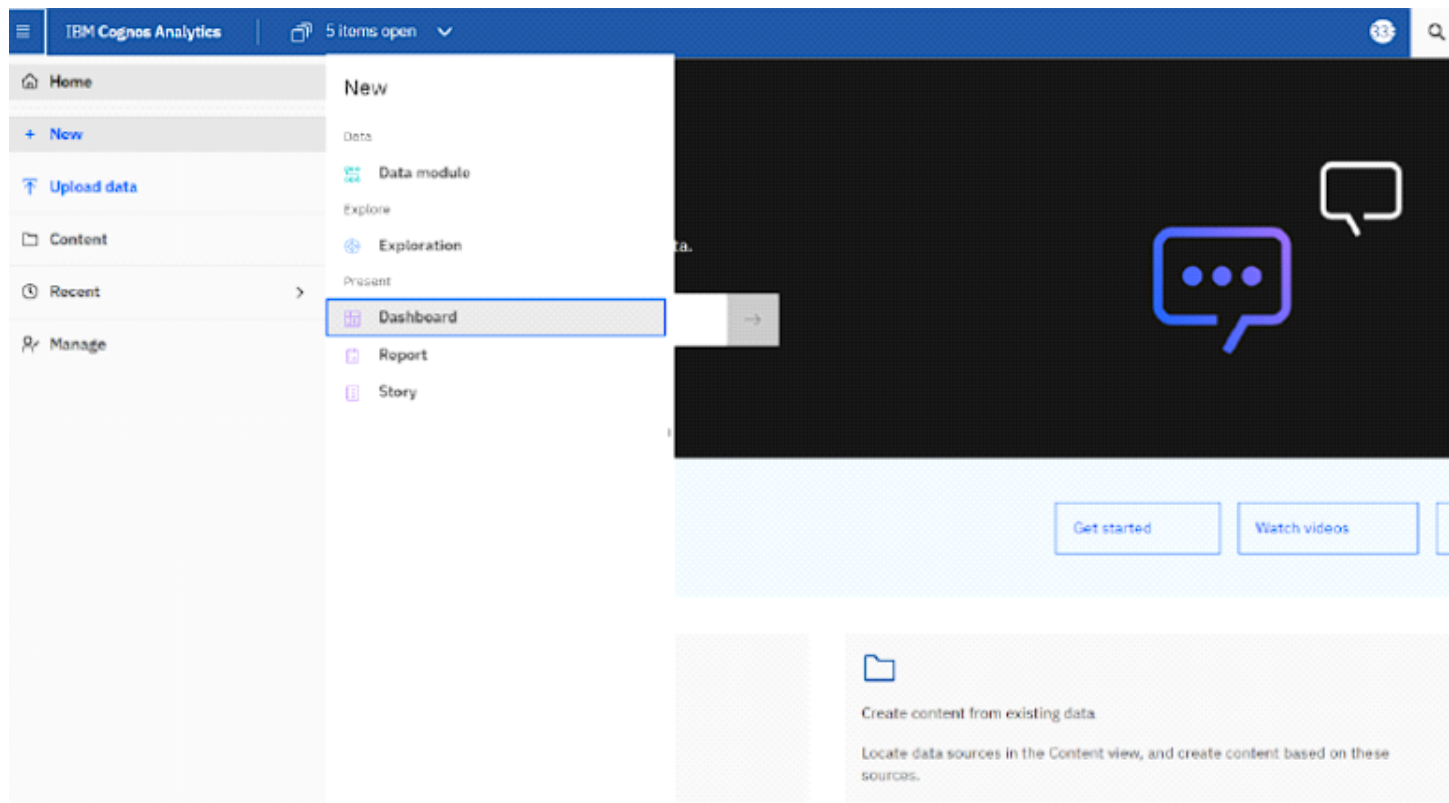 IBM Cognos Analytics
5 items open
Home
New
Upload data
Content
Recent
Manage
New
Data
Data module
Explore
Exploration
Present
Dashboard
Report
Story
ta.
Get started
Watch videos
Create content from existing data
Locate data sources in the Content view, and create content based on these
sources.